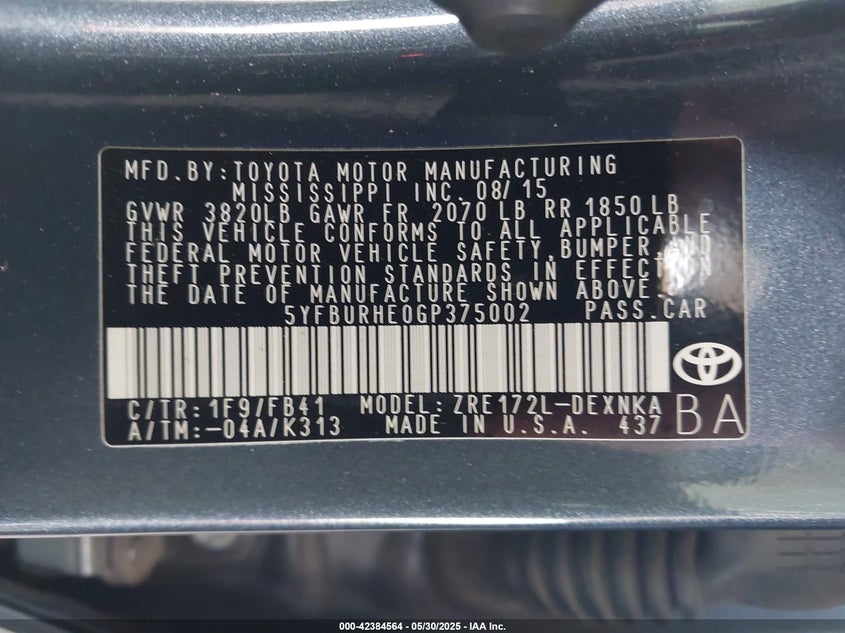 MFD.BY:TOYOTA MOTOR MANUFACTURING
MISSISSIPPI INC. 08/15
GVWR 3820LB GAWR FR 2070 LB RR 1850 LB
THIS VEHICLE CONFORMS TO ALL APPLICABLE
FEDERAL MOTOR VEHICLE SAFETY,BUMPER,AND
THEFT PREVENTION STANDARDS IN EFFECT ON
THE DATE OF MANUFACTURE SHOWN ABOVE.
5YFBURHE0GP375002 PASS.CAR
C/TR:1F9/FB41 MODEL:ZRE172L-DEXNKA
A/TM:-04A/K313 MADE IN U.S.A. 437
BA
000-42384564 // 05/30/2025 - IAA Inc.